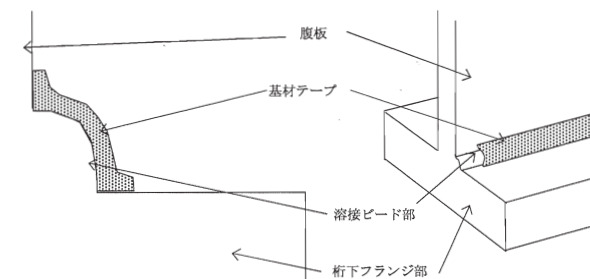 腹板
基材テープ
溶接ビード部
桁下フランジ部